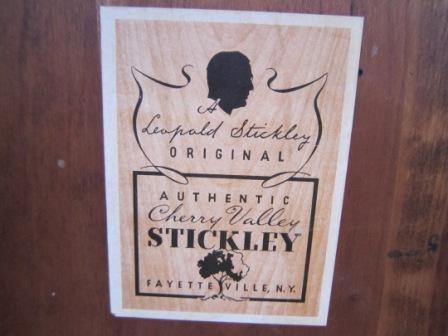 A
Leopold Stickley
ORIGINAL
AUTHENTIC
Cherry Valley
STICKLEY
FAYETTEVILLE, N.Y.